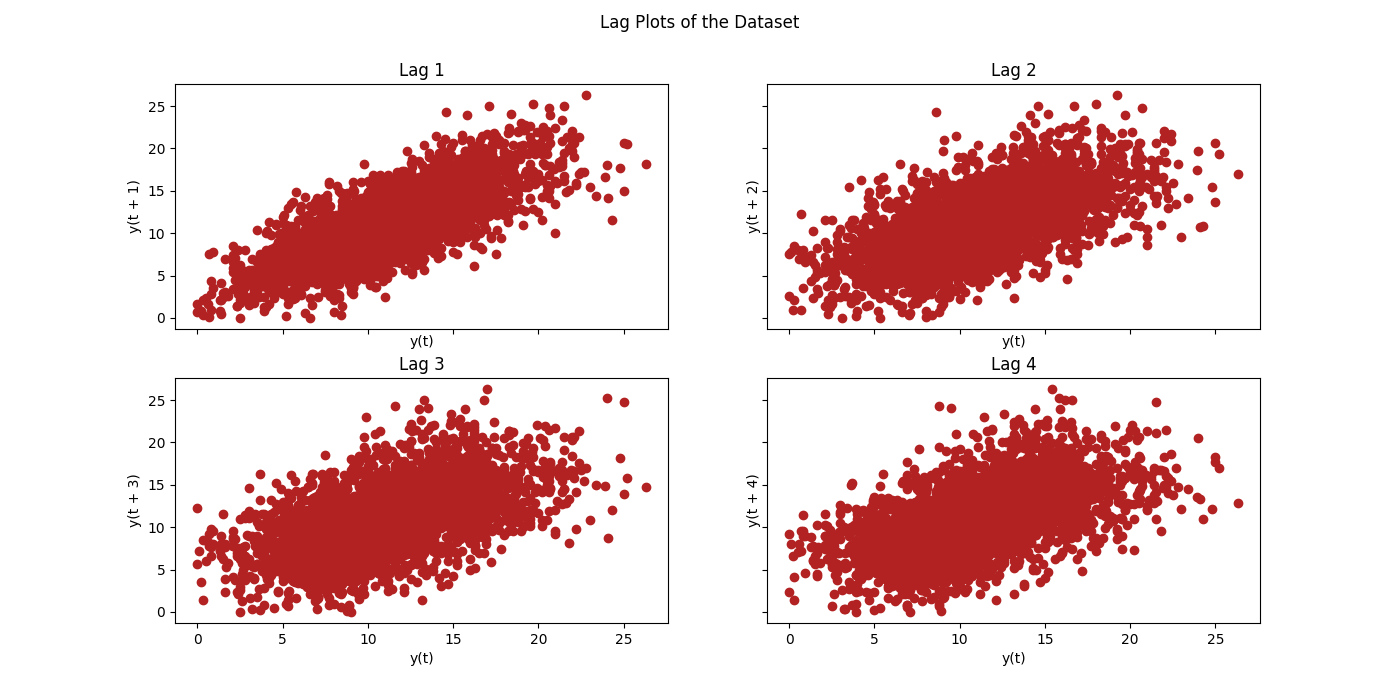 Lag Plots of the Dataset
Lag 1
25
20
15
10
5
0
y(t + 1)
y(t)
Lag 2
y(t + 2)
y(t)
Lag 3
25
20
15
10
5
0
y(t + 3)
0 5 10 15 20 25
y(t)
Lag 4
y(t + 4)
0 5 10 15 20 25
y(t)